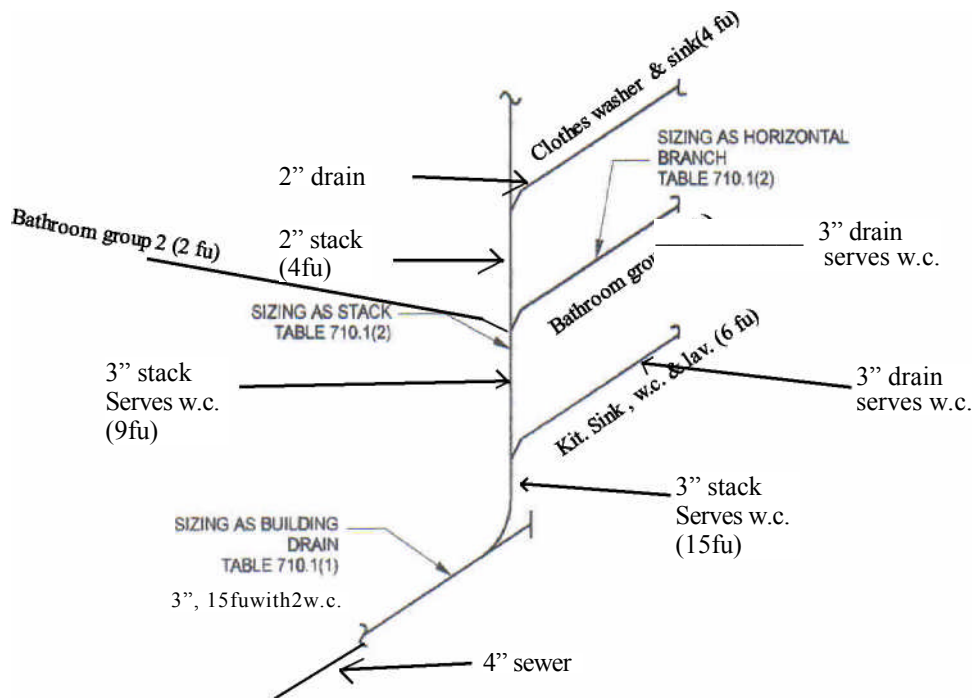 Clothes washer & sink(4 fu)
SIZING AS HORIZONTAL
BRANCH
TABLE 710.1(2)
2” drain
Bathroom group 2 (2 fu)
2” stack
(4fu)
3” drain
serves w.c.
Bathroom
SIZING AS STACK
TABLE 710.1(2)
3” stack
Serves w.c.
(9fu)
Kit. Sink , w.c. & lav. (6 fu)
3” drain
serves w.c.
3” stack
Serves w.c.
(15fu)
SIZING AS BUILDING
DRAIN
TABLE 710.1(1)
3”, 15fuwith2w.c.
4” sewer